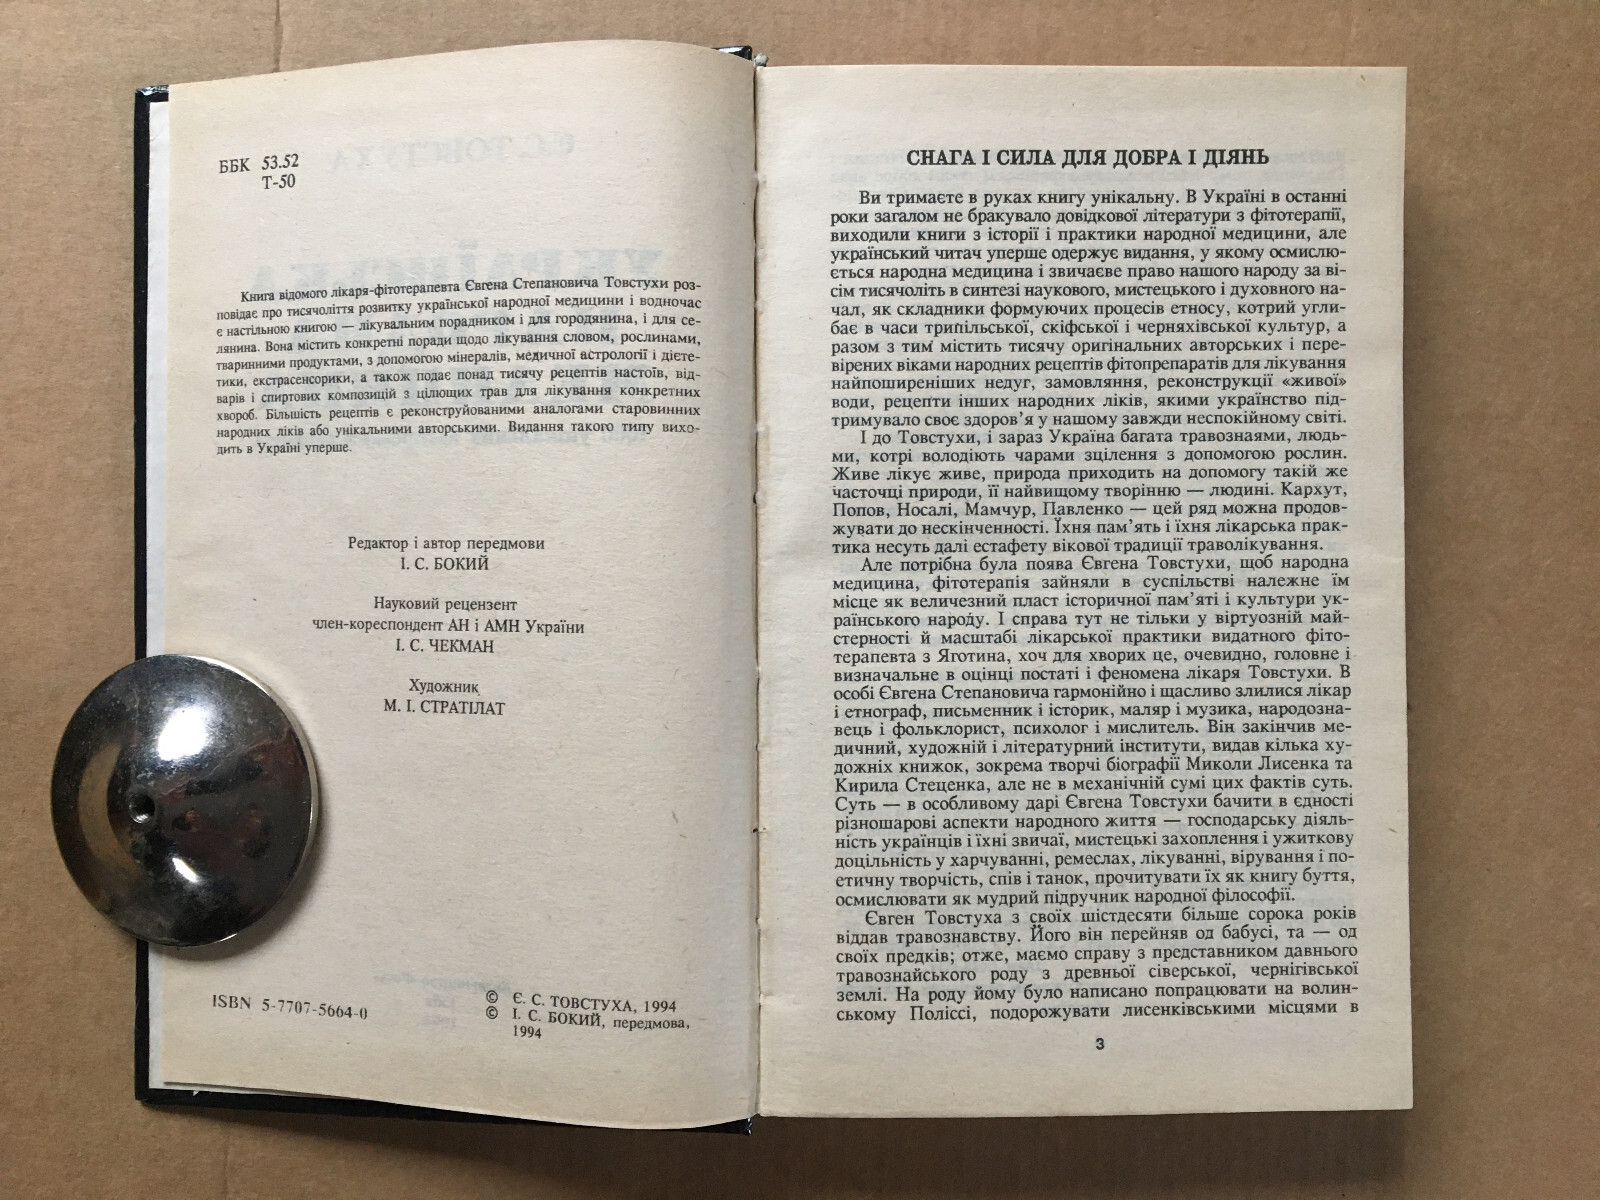 ББК 53.52
Т-50
Книга відомого лікаря-фітотерапевта Євгена Степановича Товстухи роз-
повідає про тисячоліття розвитку української народної медицини і водночас
є настільною книгою — лікувальним порадником і для городянина, і для се-
лянина. Вона містить конкретні поради щодо лікування словом, рослинами,
тваринними продуктами, з допомогою мінералів, медичної астрології і дієте-
тики, екстрасенсорики, а також подає понад тисячу рецептів настоїв, від-
варів і спиртових композицій з цілющих трав для лікування конкретних
хвороб. Більшість рецептів є реконструйованими аналогами старовинних
народних ліків або унікальними авторськими. Видання такого типу вихо-
дить в Україні уперше.
Редактор і автор передмови
І. С. БОКИЙ
Науковий рецензент
член-кореспондент АН і АМН України
І. С. ЧЕКМАН
Художник
М. І. СТРАТІЛАТ
ISBN 5-7707-5664-0
© Є. С. ТОВСТУХА, 1994
© І. С. БОКИЙ, передмова,
1994
СНАГА І СИЛА ДЛЯ ДОБРА І ДІЯНЬ
Ви тримаєте в руках книгу унікальну. В Україні в останні
роки загалом не бракувало довідкової літератури з фітотерапії,
виходили книги з історії і практики народної медицини, але
український читач уперше одержує видання, у якому осмислю-
ється народна медицина і звичаєве право нашого народу за ві-
сім тисячоліть в синтезі наукового, мистецького і духовного на-
чал, як складники формуючих процесів етносу, котрий угли-
бає в часи трипільської, скіфської і черняхівської культур, а
разом з тим містить тисячу оригінальних авторських і пере-
вірених віками народних рецептів фітопрепаратів для лікування
найпоширеніших недуг, замовляння, реконструкції «живої»
води, рецепти інших народних ліків, якими українство під-
тримувало своє здоров'я у нашому завжди неспокійному світі.
І до Товстухи, і зараз Україна багата травознаями, людь-
ми, котрі володіють чарами зцілення з допомогою рослин.
Живе лікує живе, природа приходить на допомогу такій же
часточці природи, її найвищому творінню — людині. Кархут,
Попов, Носалі, Мамчур, Павленко — цей ряд можна продов-
жувати до нескінченності. Їхня пам'ять і їхня лікарська прак-
тика несуть далі естафету вікової традиції траволікування.
Але потрібна була поява Євгена Товстухи, щоб народна
медицина, фітотерапія зайняли в суспільстві належне їм
місце як величезний пласт історичної пам'яті і культури ук-
раїнського народу. І справа тут не тільки у віртуозній май-
стерності й масштабі лікарської практики видатного фіто-
терапевта з Яготина, хоч для хворих це, очевидно, головне і
визначальне в оцінці постаті і феномена лікаря Товстухи. В
особі Євгена Степановича гармонійно і щасливо злилися лікар
і етнограф, письменник і історик, маляр і музика, народозна-
вець і фольклорист, психолог і мислитель. Він закінчив ме-
дичний, художній і літературний інститути, видав кілька ху-
дожніх книжок, зокрема творчі біографії Миколи Лисенка та
Кирила Стеценка, але не в механічній сумі цих фактів суть.
Суть — в особливому дарі Євгена Товстухи бачити в єдності
різношарові аспекти народного життя — господарську діяль-
ність українців і їхні звичаї, мистецькі захоплення і ужиткову
доцільність у харчуванні, ремеслах, лікуванні, вірування і по-
етичну творчість, спів і танок, прочитувати їх як книгу буття,
осмислювати як мудрий підручник народної філософії.
Євген Товстуха з своїх шістдесяти більше сорока років
віддав травознавству. Його він перейняв од бабусі, та — од
своїх предків; отже, маємо справу з представником давнього
травознайського роду з древньої сіверської, чернігівської
землі. На роду йому було написано попрацювати на волин-
ському Поліссі, подорожувати лисенківськими місцями в
3